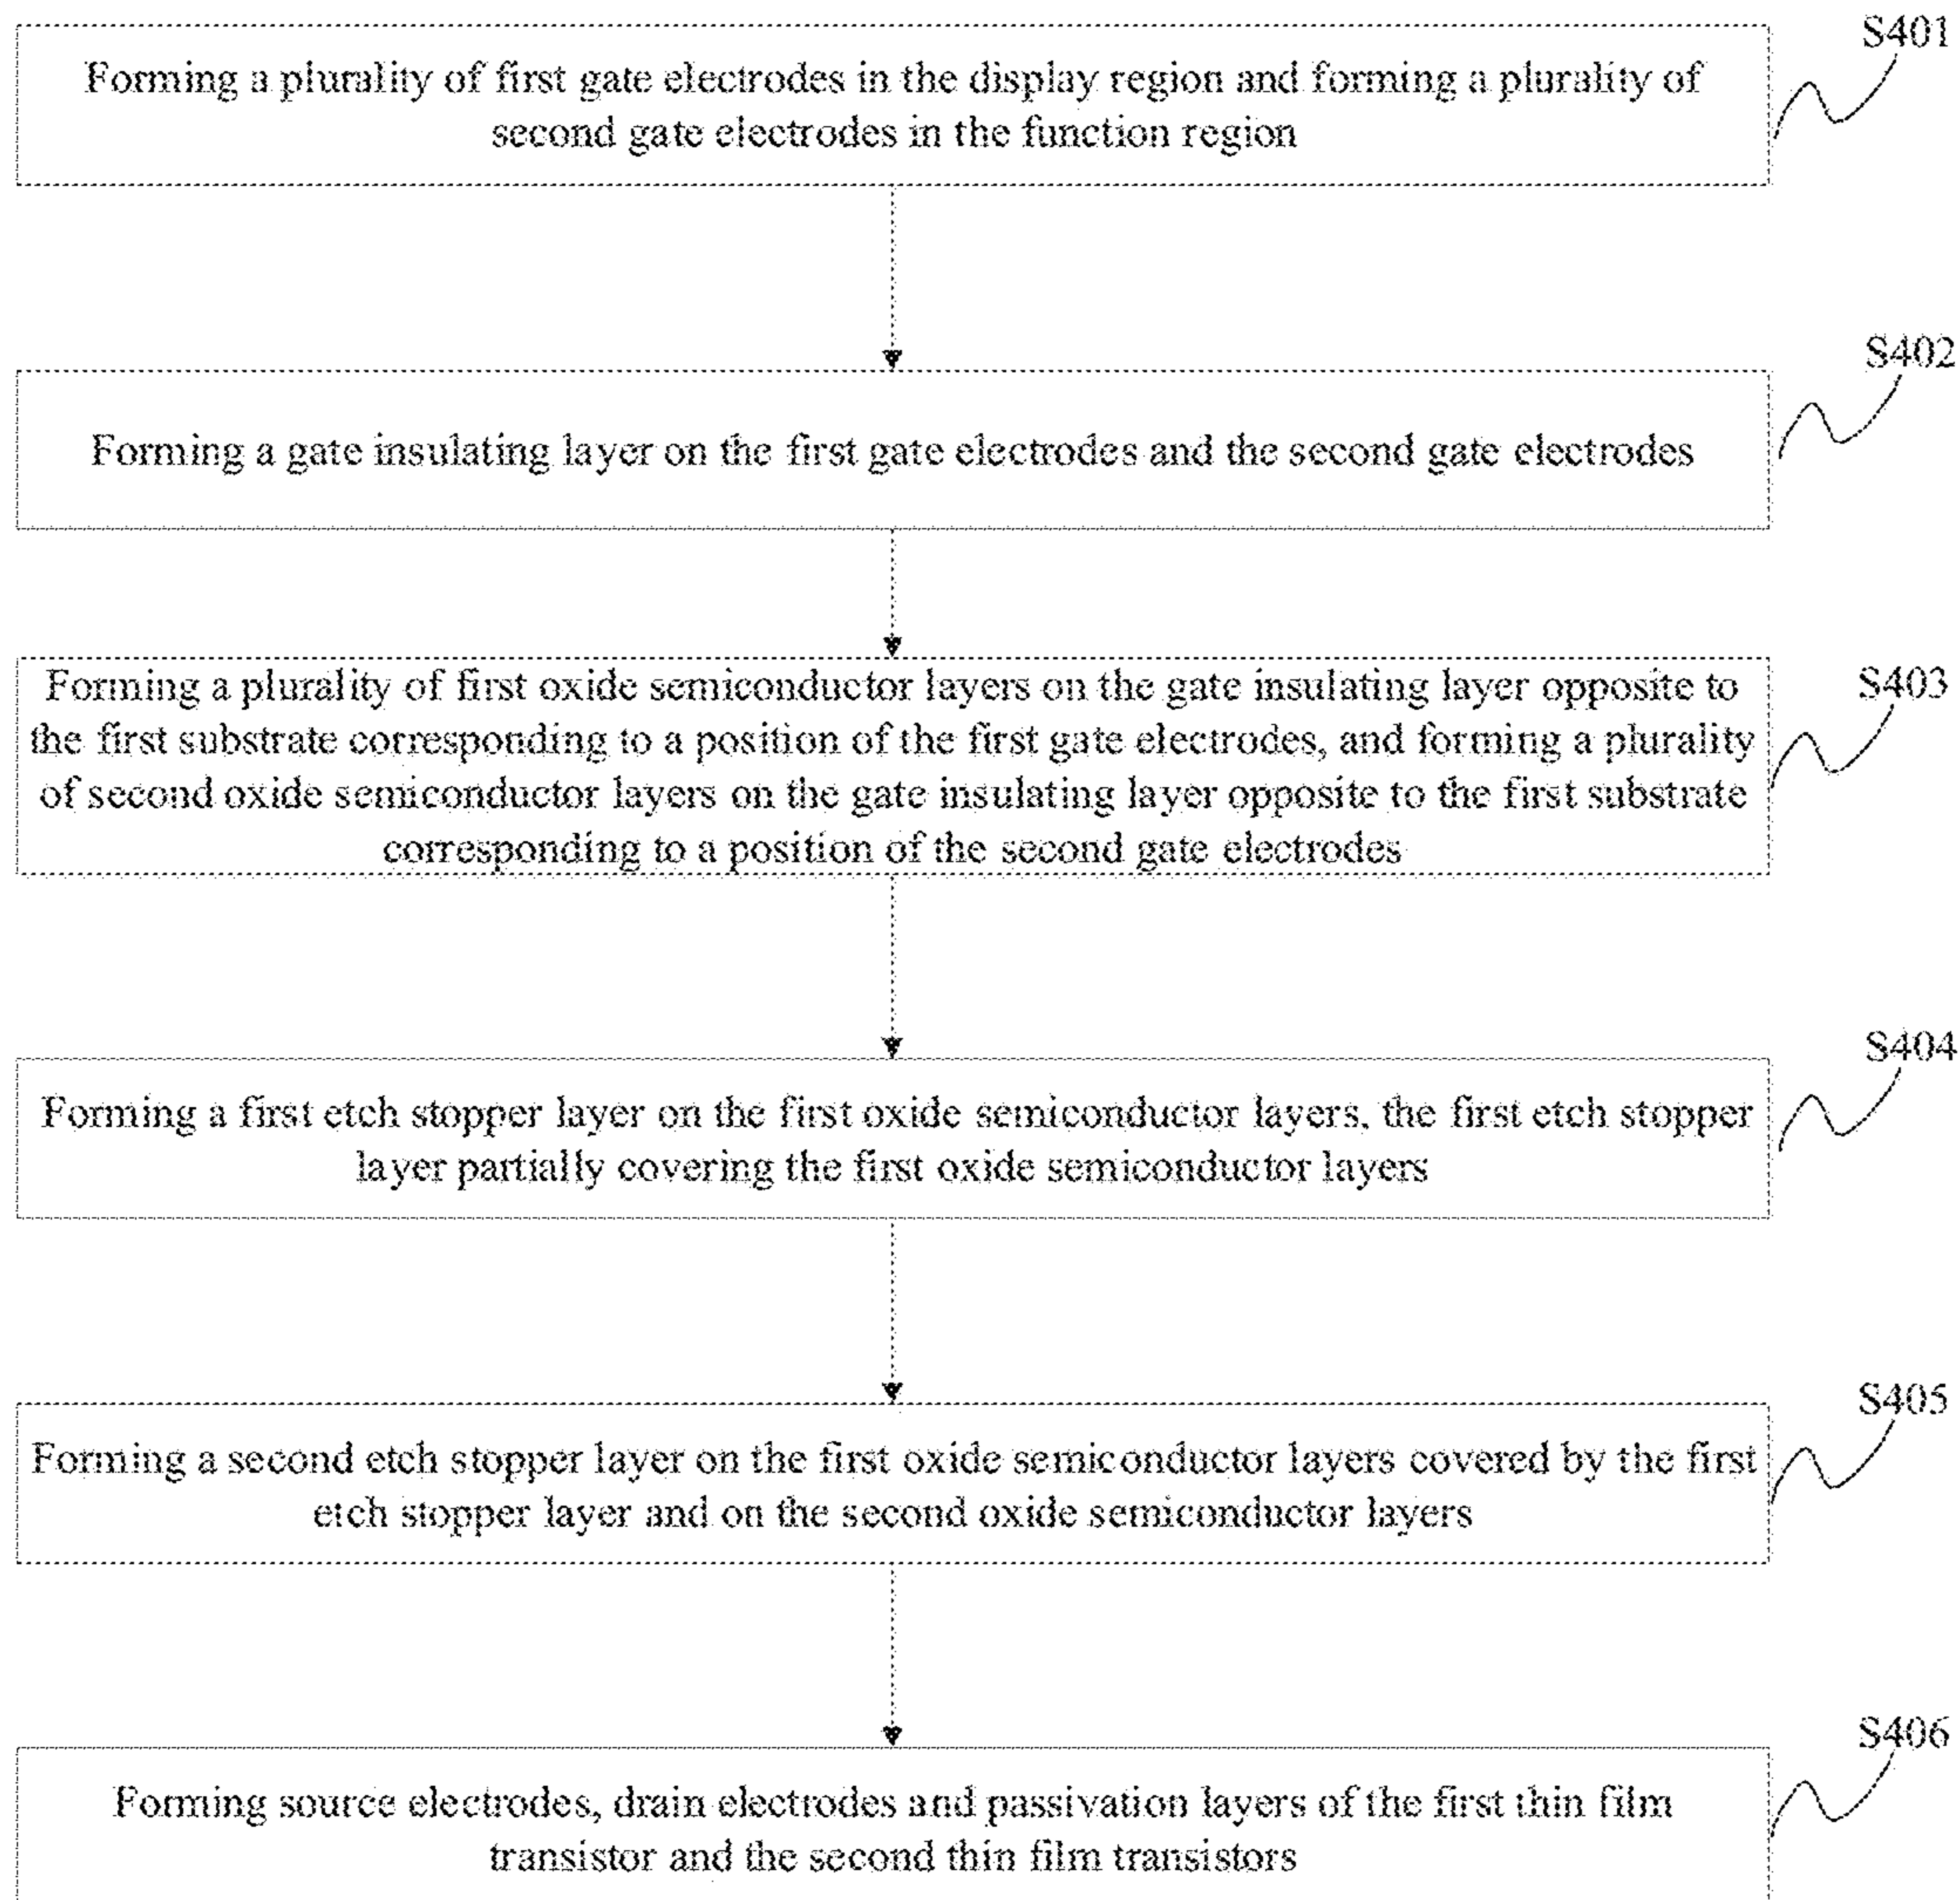 S401
Forming a plurality of first gate electrodes in the display region and forming a plurality of
second gate electrodes in the function region
S402
Forming a gate insulating layer on the first gate electrodes and the second gate electrodes
S403
Forming a plurality of first oxide semiconductor layers on the gate insulating layer opposite to
the first substrate corresponding to a position of the first gate electrodes, and forming a plurality
of second oxide semiconductor layers on the gate insulating layer opposite to the first substrate
corresponding to a position of the second gate electrodes
S404
Forming a first etch stopper layer on the first oxide semiconductor layers, the first etch stopper
layer partially covering the first oxide semiconductor layers
S405
Forming a second etch stopper layer on the first oxide semiconductor layers covered by the first
etch stopper layer and on the second oxide semiconductor layers
S406
Forming source electrodes, drain electrodes and passivation layers of the first thin film
transistor and the second thin film transistors